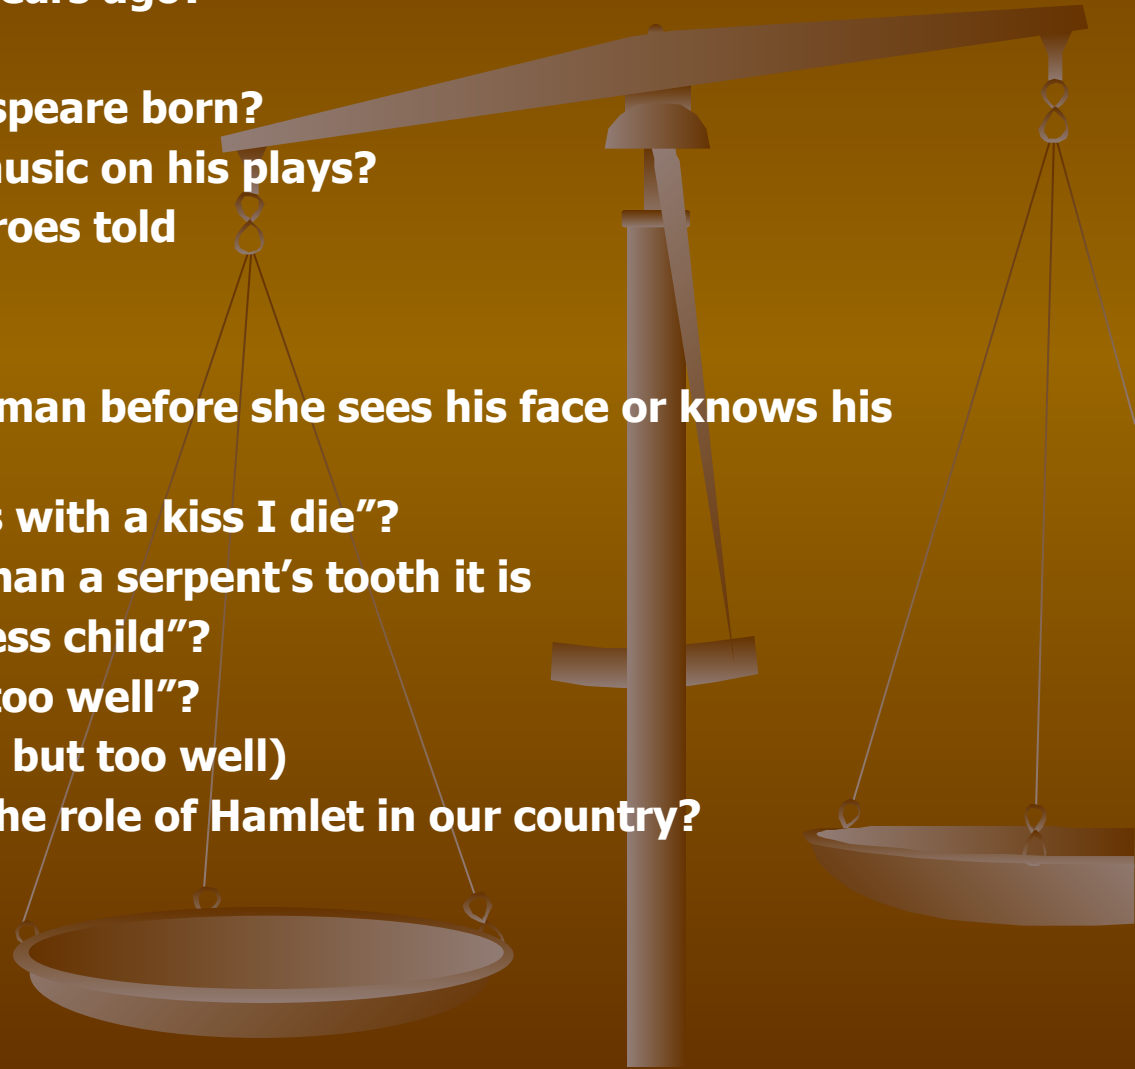 ears ago?
speare born?
usic on his plays?
roes told
man before she sees his face or knows his
s with a kiss I die″?
han a serpent′s tooth it is
ess child″?
too well″?
but too well)
he role of Hamlet in our country?